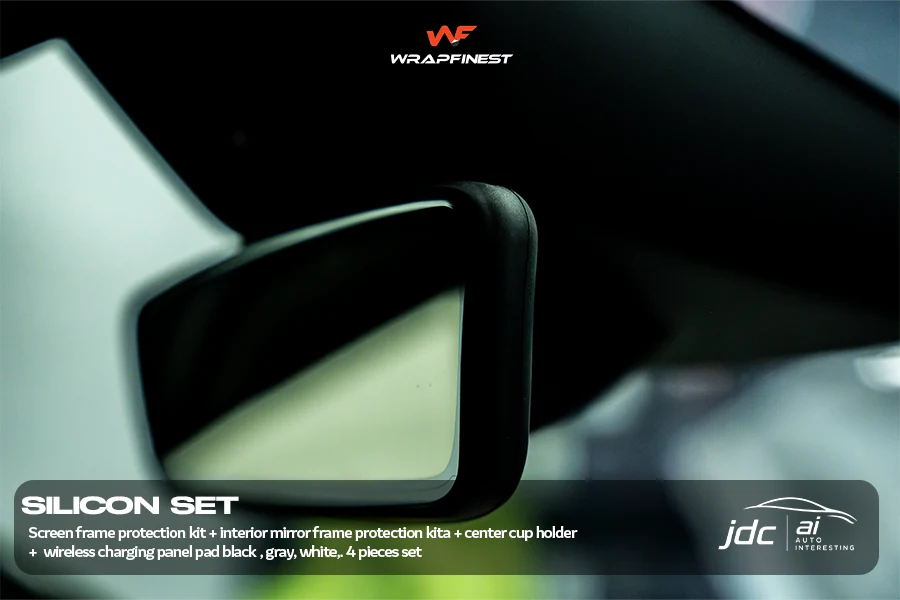 WF
WRAPFINEST
SILICON SET
Screen frame protection kit + interior mirror frame protection kita + center cup holder
+ wireless charging panel pad black , gray, white,. 4 pieces set
jdc
ai
AUTO
INTERESTING